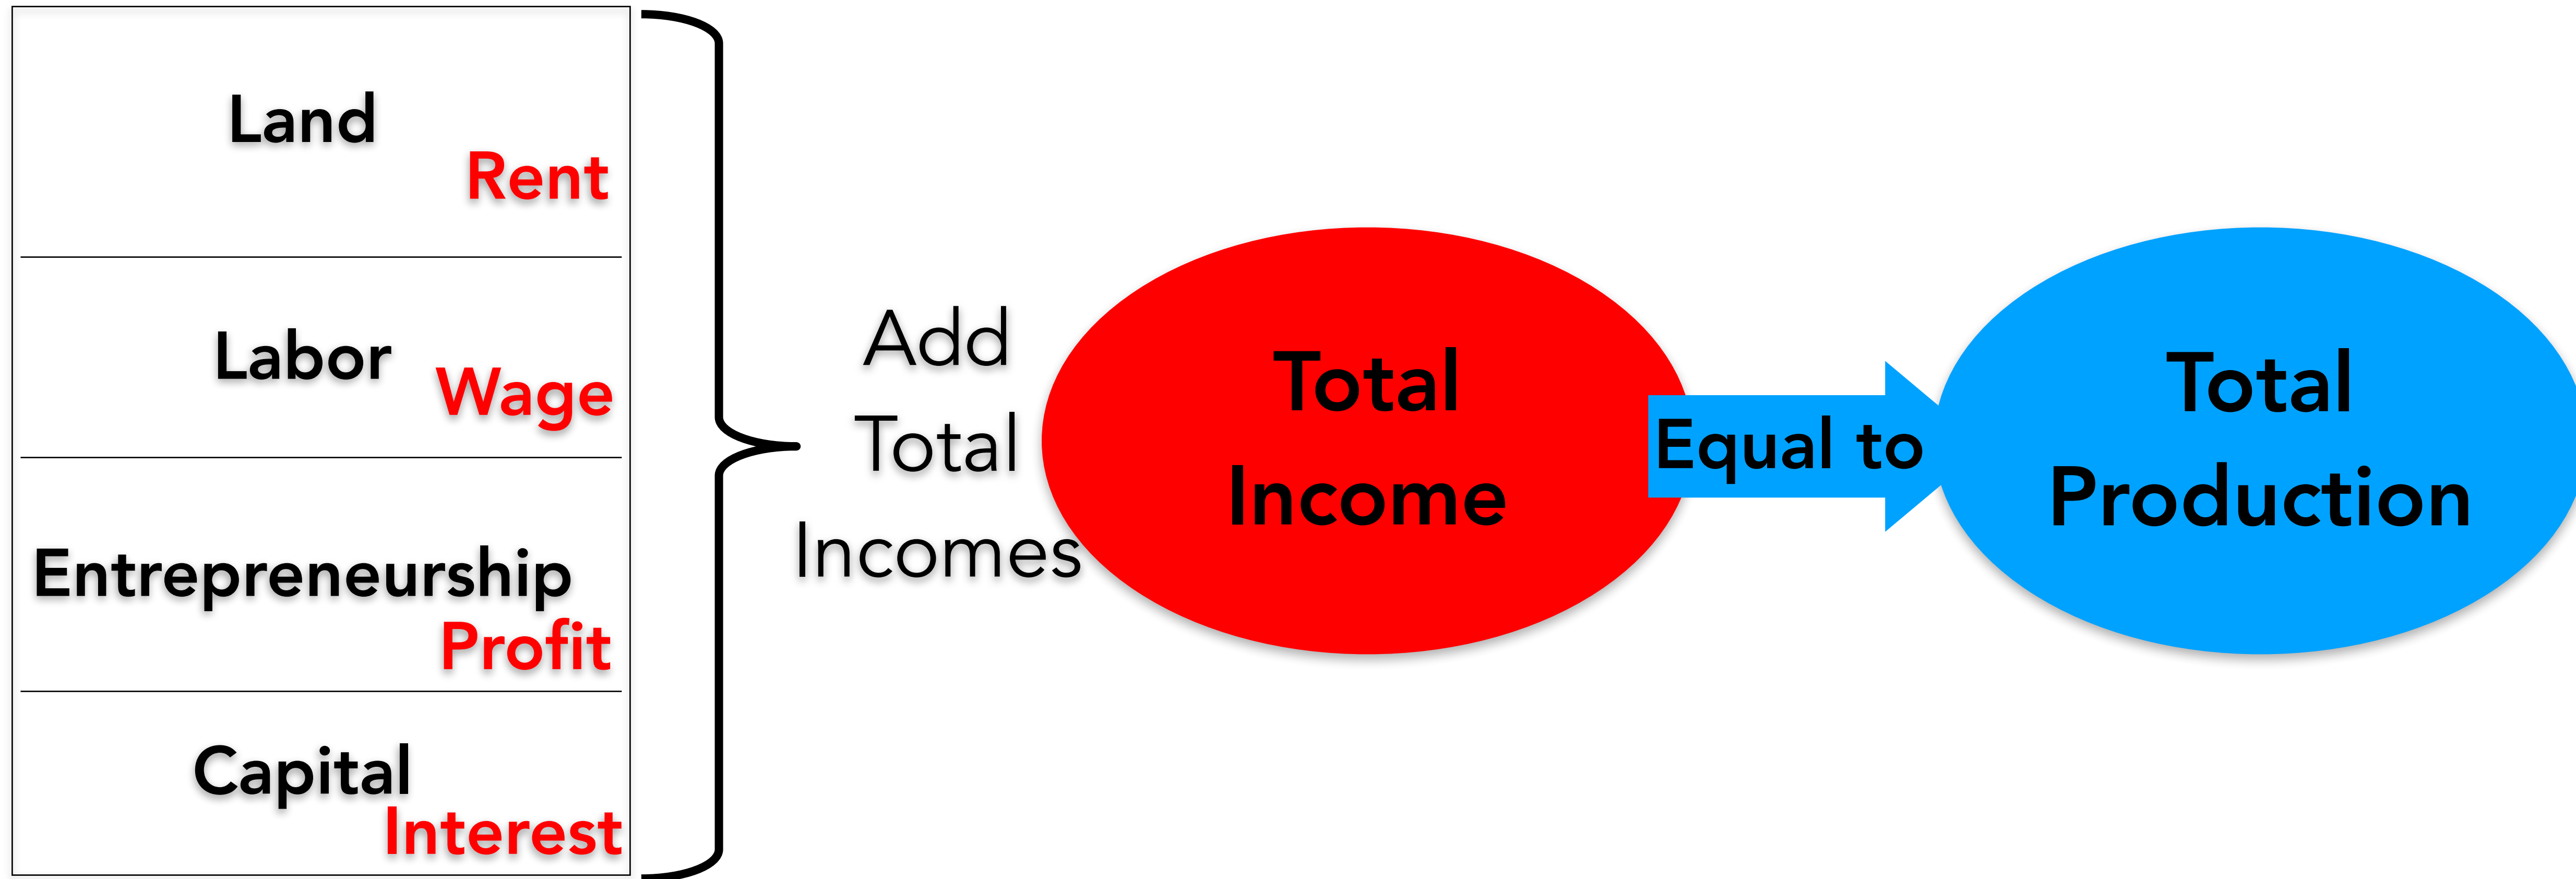 Land
Rent
Labor
Wage
Entrepreneurship
Profit
Capital
Interest
Add
Total
Incomes
Total
Income
Equal to
Total
Production